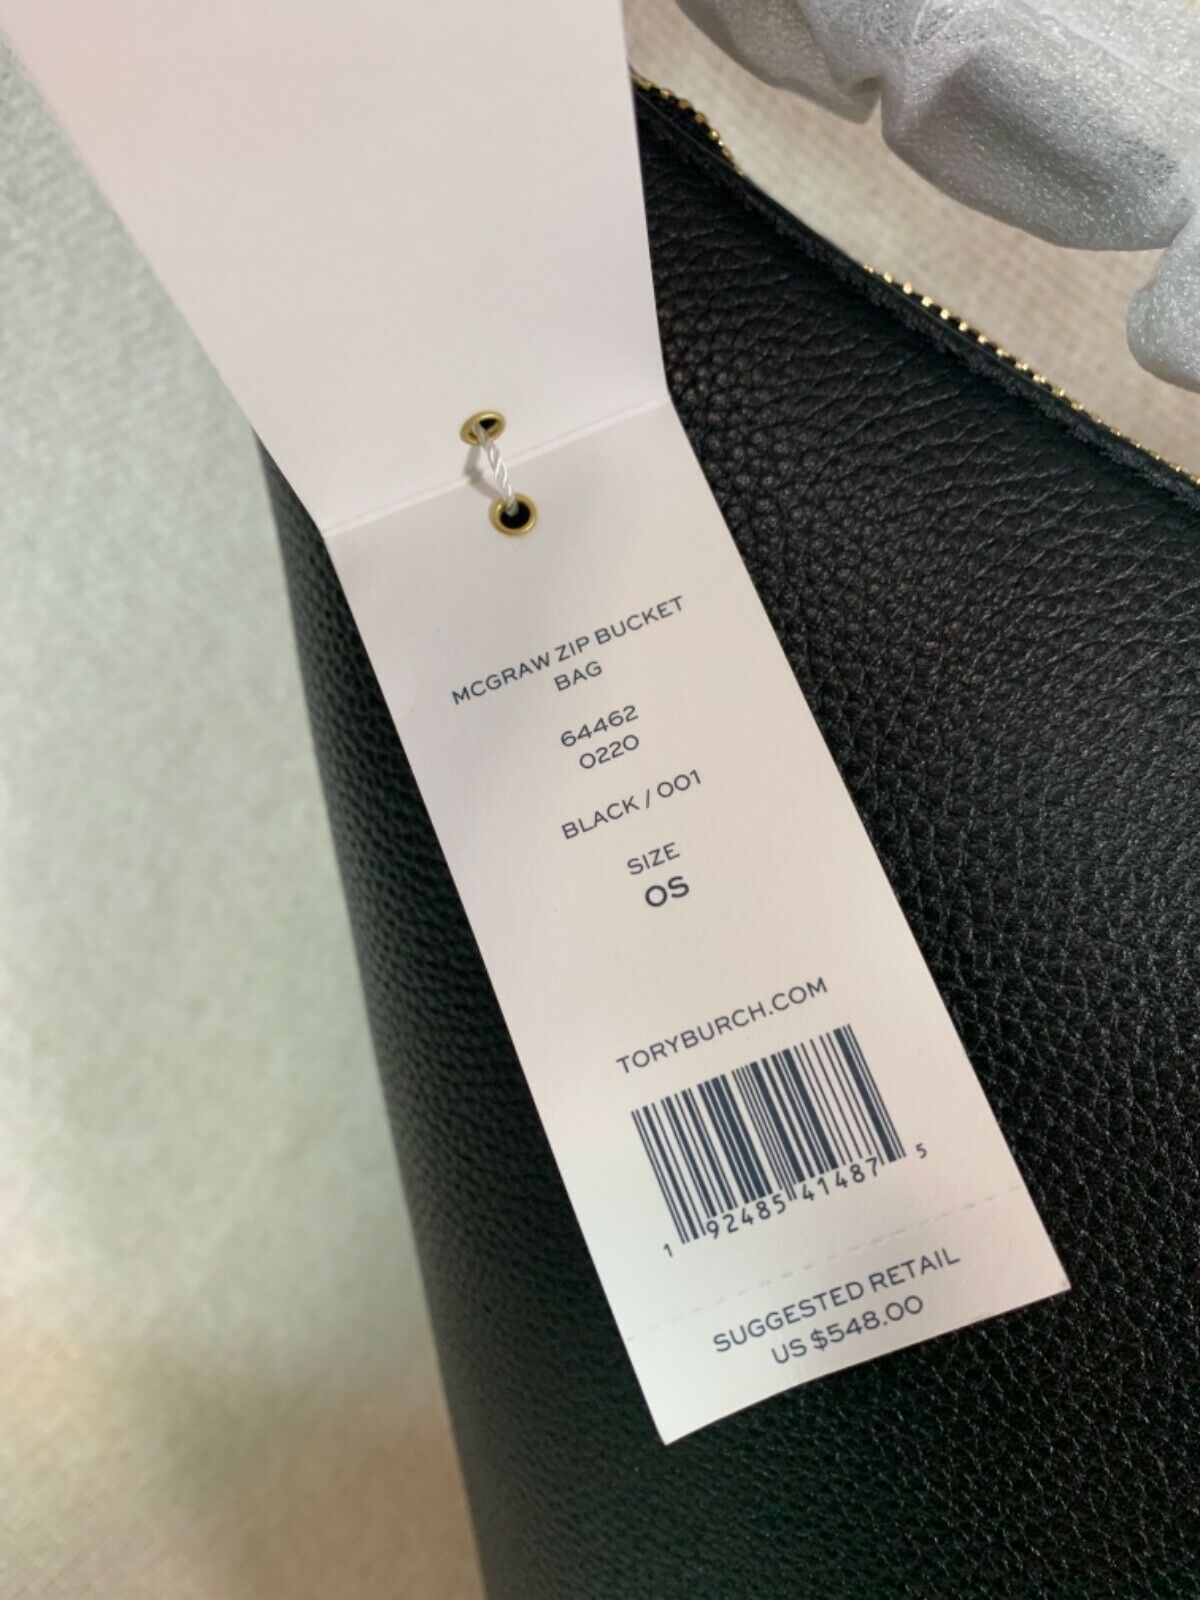 MCGRAW ZIP BUCKET
BAG
64462
0220
BLACK / 001
SIZE
OS
TORYBURCH.COM
1 92485 41487 5
SUGGESTED RETAIL
US $548.00